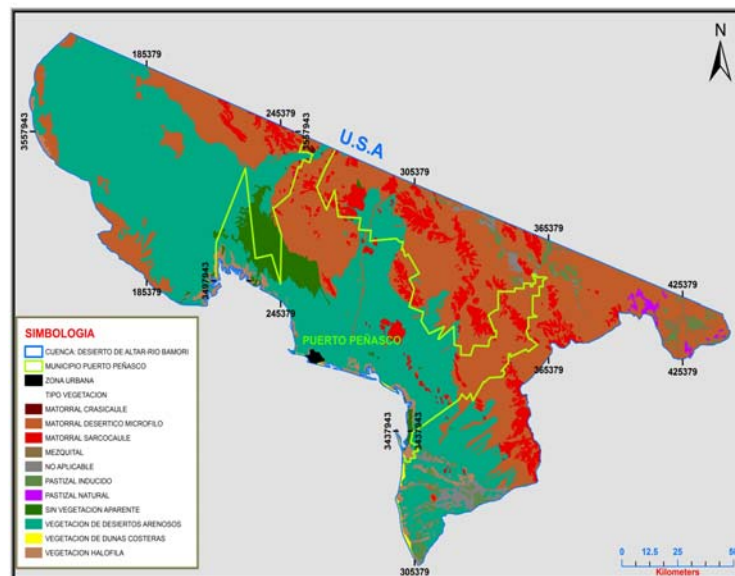 N
185379
245379
3557943
3557943
U.S.A
305379
365379
425379
3497943
185379
245379
PUERTO PEÑASCO
365379
425379
3437943
3437943
305379
SIMBOLOGIA
CUENCA: DESIERTO DE ALTAR-RIO BAMORI
MUNICIPIO PUERTO PEÑASCO
ZONA URBANA
TIPO VEGETACION
MATORRAL CRASICAULE
MATORRAL DESERTICO MICROFILO
MATORRAL SARCOCAULE
MEZQUITAL
NO APLICABLE
PASTIZAL INDUCIDO
PASTIZAL NATURAL
SIN VEGETACION APARENTE
VEGETACION DE DESIERTOS ARENOSOS
VEGETACION DE DUNAS COSTERAS
VEGETACION HALOFILA
0 12.5 25 50
Kilometers